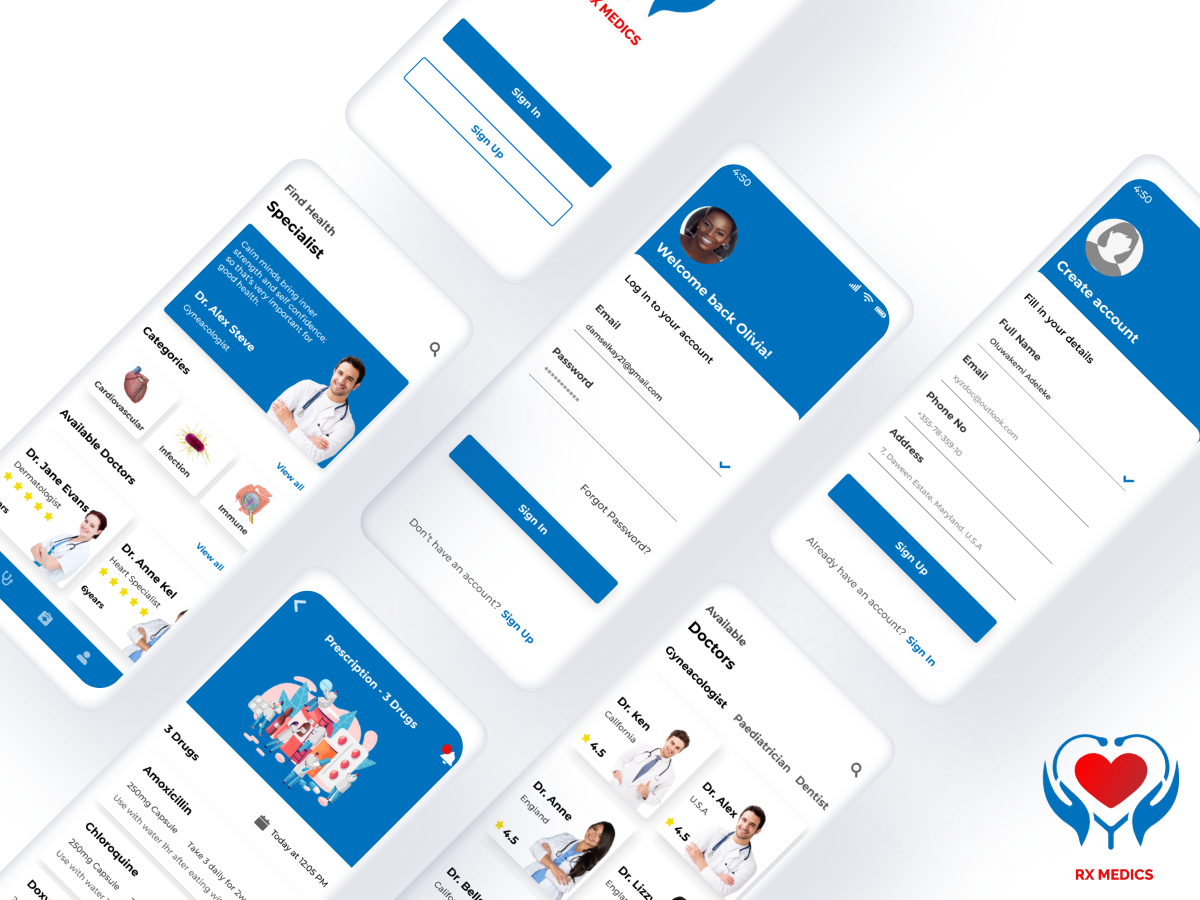 RX MEDICS
Sign In
Sign Up
Find Health
Specialist
Calm minds bring inner
strength and self confidence;
so that's very important for
good health.
Dr. Alex Steve
Gyneacologist
Categories
Cardiovascular
Infection
Immune
View all
Available Doctors
View all
Dr. Jane Evans
Dermatologist
Dr. Anne Kel
Heart Specialist
6years
4:50
Welcome back Olivia!
Log In to your account
Email
damselkay21@gmail.com
Password
**********
Forgot Password?
Sign In
Don't have an account? Sign Up
4:50
Create account
Fill in your details
Full Name
Oluwakemi Adeleke
Email
xyzdoc@outlook.com
Phone No
+355-78-359-10
Address
7, Daween Estate, Maryland, U.S.A
Sign Up
Already have an account? Sign In
Prescription - 3 Drugs
3 Drugs
Today at 12:05 PM
Amoxicillin
250mg Capsule Take 3 daily for 2w
Use with water 1hr after eating wi
Chloroquine
250mg Capsule
Use with water
Doxy
Available
Doctors
Gyneacologist Paediatrician Dentist
Dr. Ken
California
4.5
Dr. Alex
U.S.A
4.5
Dr. Anne
England
4.5
Dr. Lizzy
Engla
Dr. Belle
Califor
RX MEDICS